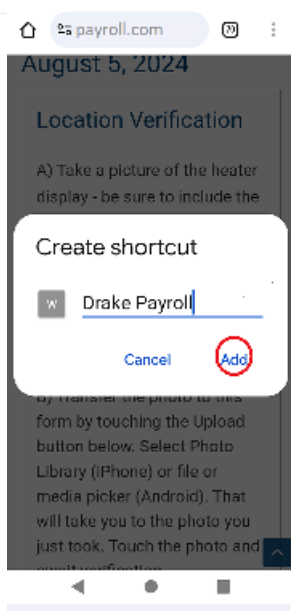 payroll.com
70
August 5, 2024
Location Verification
A) Take a picture of the heater
display - be sure to include the
Create shortcut
W Drake Payroll
Cancel Add
B) Transfer the photo to this
form by touching the Upload
button below. Select Photo
Library (iPhone) or file or
media picker (Android). That
will take you to the photo you
just took. Touch the photo and
await verification